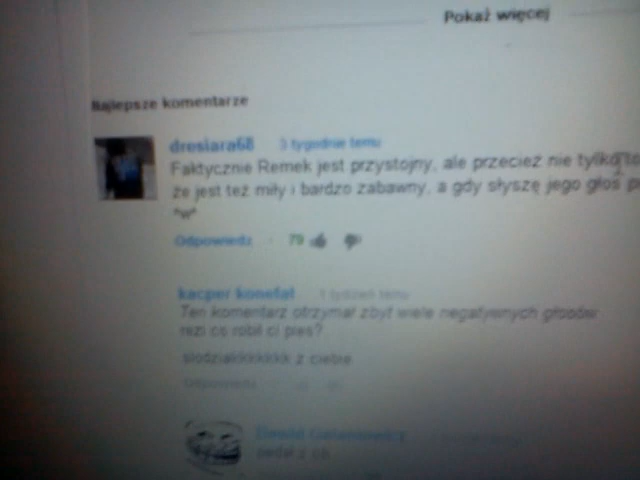 Pokaż więcej
Najlepsze komentarze
dresiara68 3 tygodnie temu
Faktycznie Remek jest przystojny, ale przecież nie tylko to
że jest też miły i bardzo zabawny, a gdy słyszę jego głos
^w^
Odpowiedz · 79
kacper konefał 1 tydzień temu
Ten komentarz otrzymał zbyt wiele negatywnych głosów
co robił ci pies?
z ciebie
Odpowiedz